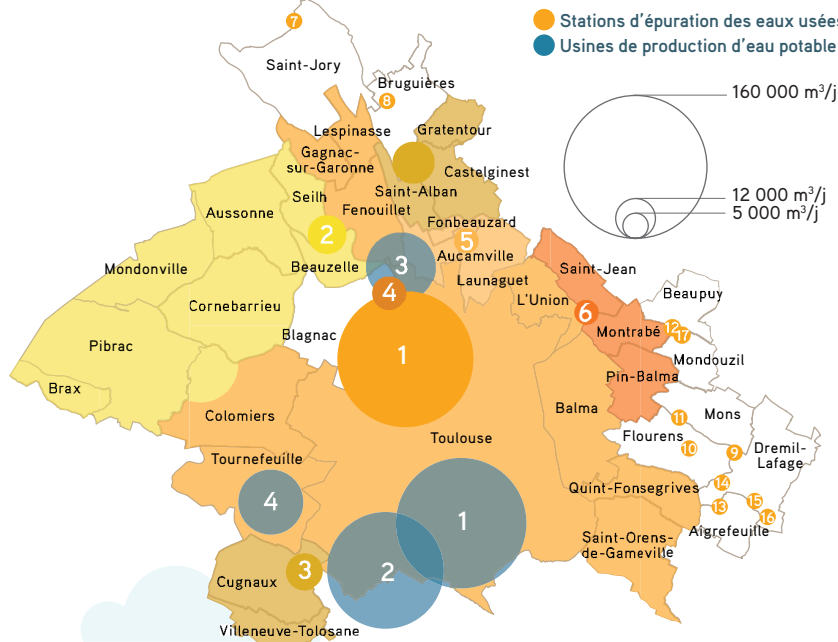 7
Stations d'épuration des eaux usées
Usines de production d'eau potable
Saint-Jory
Bruguières
8
160 000 m³/j
12 000 m³/j
5 000 m³/j
Lespinasse
Gratentour
Gagnac-
sur-Garonne
Castelginest
Saint-Alban
Seilh
Fenouillet
Aussonne
Fonbeauzard
2
5
Beauzelle
3
Aucamville
Mondonville
Saint-Jean
Launaguet
4
L'Union
Beaupuy
Cornebarrieu
6
Blagnac
Montrabé
12
17
Pibrac
1
Mondouzil
Pin-Balma
Brax
Colomiers
Balma
11
Mons
Toulouse
Flourens
10
9
Dremil-
Lafage
Tournefeuille
Quint-Fonsegrives
14
4
13
15
16
1
Aigrefeuille
Saint-Orens-
de-Gameville
3
2
Cugnaux
Villeneuve-Tolosane